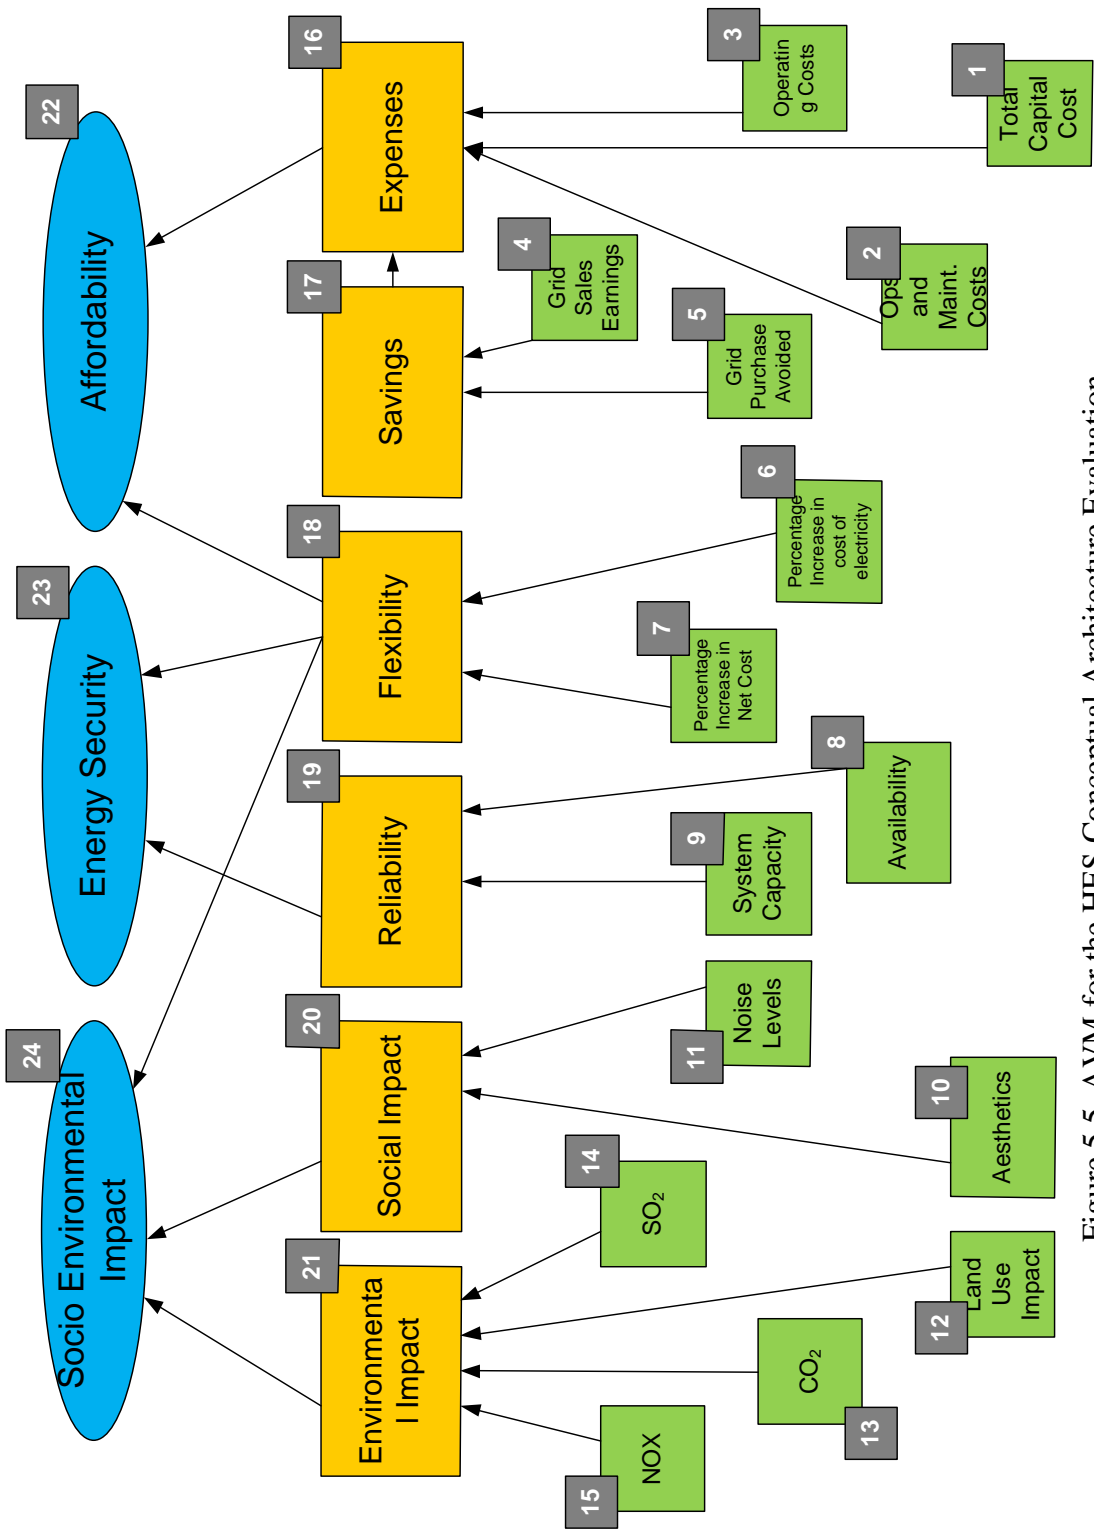 24
Socio Environmental
Impact
23
Energy Security
22
Affordability
21
Environmenta
l Impact
20
Social Impact
19
Reliability
18
Flexibility
17
Savings
16
Expenses
15
NOX
14
SO₂
13
CO₂
12
Land
Use
Impact
11
Noise
Levels
10
Aesthetics
9
System
Capacity
8
Availability
7
Percentage
Increase in
Net Cost
6
Percentage
Increase in
cost of
electricity
5
Grid
Purchase
Avoided
4
Grid
Sales
Earnings
3
Operatin
g Costs
2
Ops
and
Maint.
Costs
1
Total
Capital
Cost
Figure 5-5. AVM for the HES Conceptual Architecture Evaluation